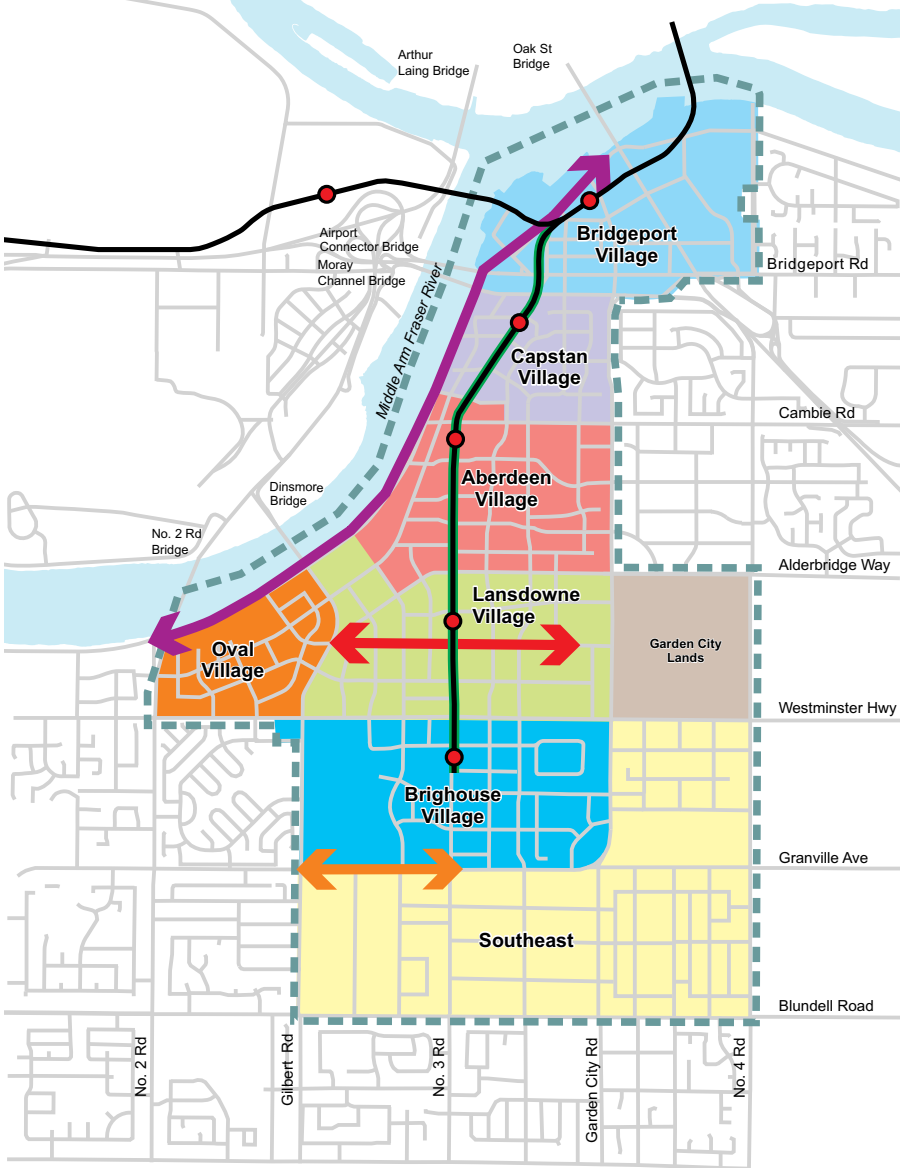 Arthur
Laing Bridge
Oak St
Bridge
Airport
Connector Bridge
Moray
Channel Bridge
Bridgeport
Village
Bridgeport Rd
Middle Arm Fraser River
Capstan
Village
Cambie Rd
Aberdeen
Village
Dinsmore
Bridge
No. 2 Rd
Bridge
Alderbridge Way
Lansdowne
Village
Oval
Village
Garden City
Lands
Westminster Hwy
Brighouse
Village
Granville Ave
Southeast
Blundell Road
No. 2 Rd
Gilbert Rd
No. 3 Rd
Garden City Rd
No. 4 Rd